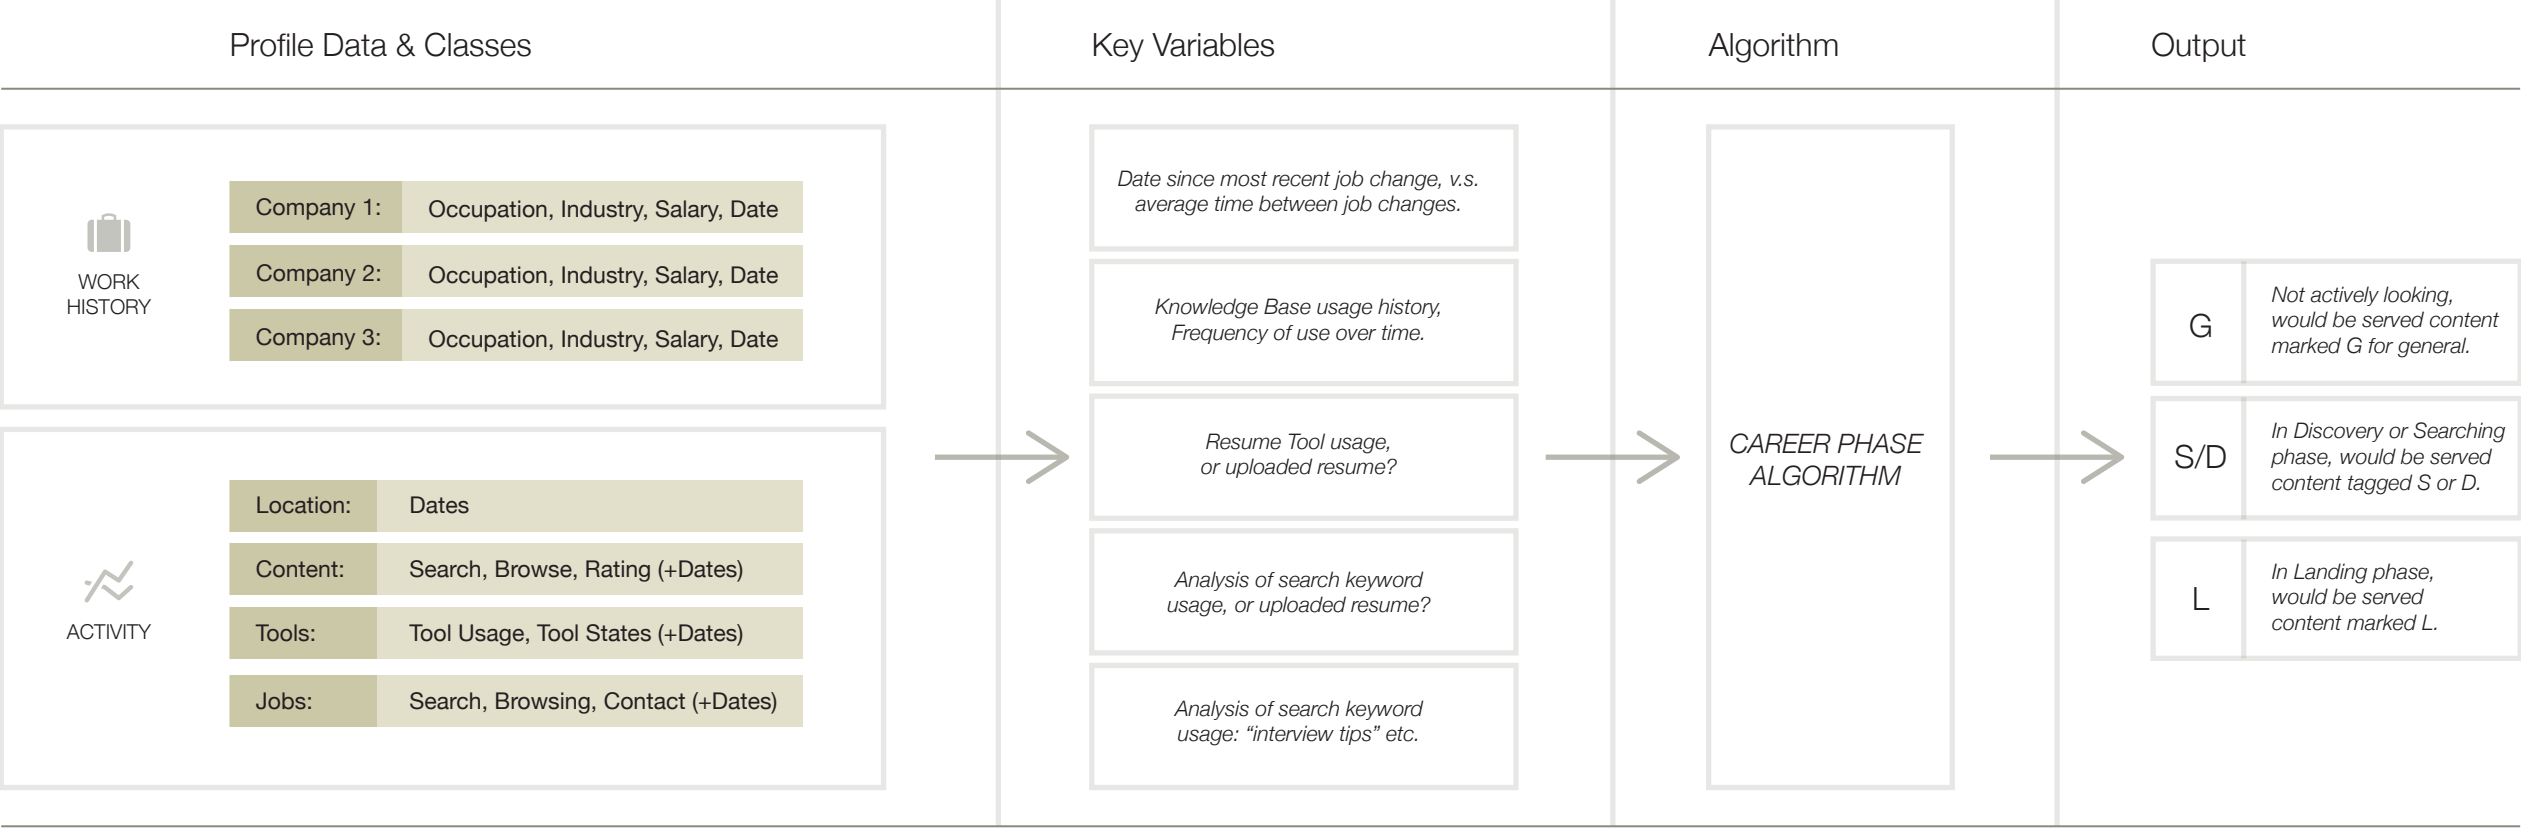 Profile Data & Classes
Key Variables
Algorithm
Output
WORK
HISTORY
Company 1: Occupation, Industry, Salary, Date
Company 2: Occupation, Industry, Salary, Date
Company 3: Occupation, Industry, Salary, Date
ACTIVITY
Location: Dates
Content: Search, Browse, Rating (+Dates)
Tools: Tool Usage, Tool States (+Dates)
Jobs: Search, Browsing, Contact (+Dates)
Date since most recent job change, v.s.
average time between job changes.
Knowledge Base usage history,
Frequency of use over time.
Resume Tool usage,
or uploaded resume?
Analysis of search keyword
usage, or uploaded resume?
Analysis of search keyword
usage: “interview tips” etc.
CAREER PHASE
ALGORITHM
G
Not actively looking,
would be served content
marked G for general.
S/D
In Discovery or Searching
phase, would be served
content tagged S or D.
L
In Landing phase,
would be served
content marked L.